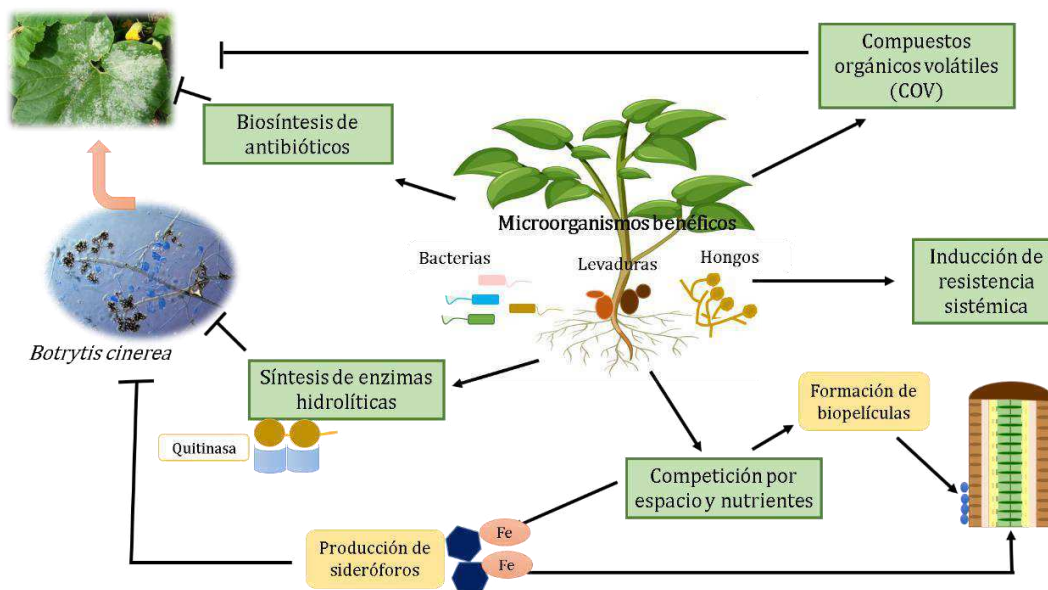 Compuestos
orgánicos volátiles
(COV)
Biosíntesis de
antibióticos
Microorganismos benéficos
Bacterias
Levaduras
Hongos
Inducción de
resistencia
sistémica
Botrytis cinerea
Síntesis de enzimas
hidrolíticas
Quitinasa
Formación de
biopelículas
Competición por
espacio y nutrientes
Producción de
sideróforos
Fe
Fe